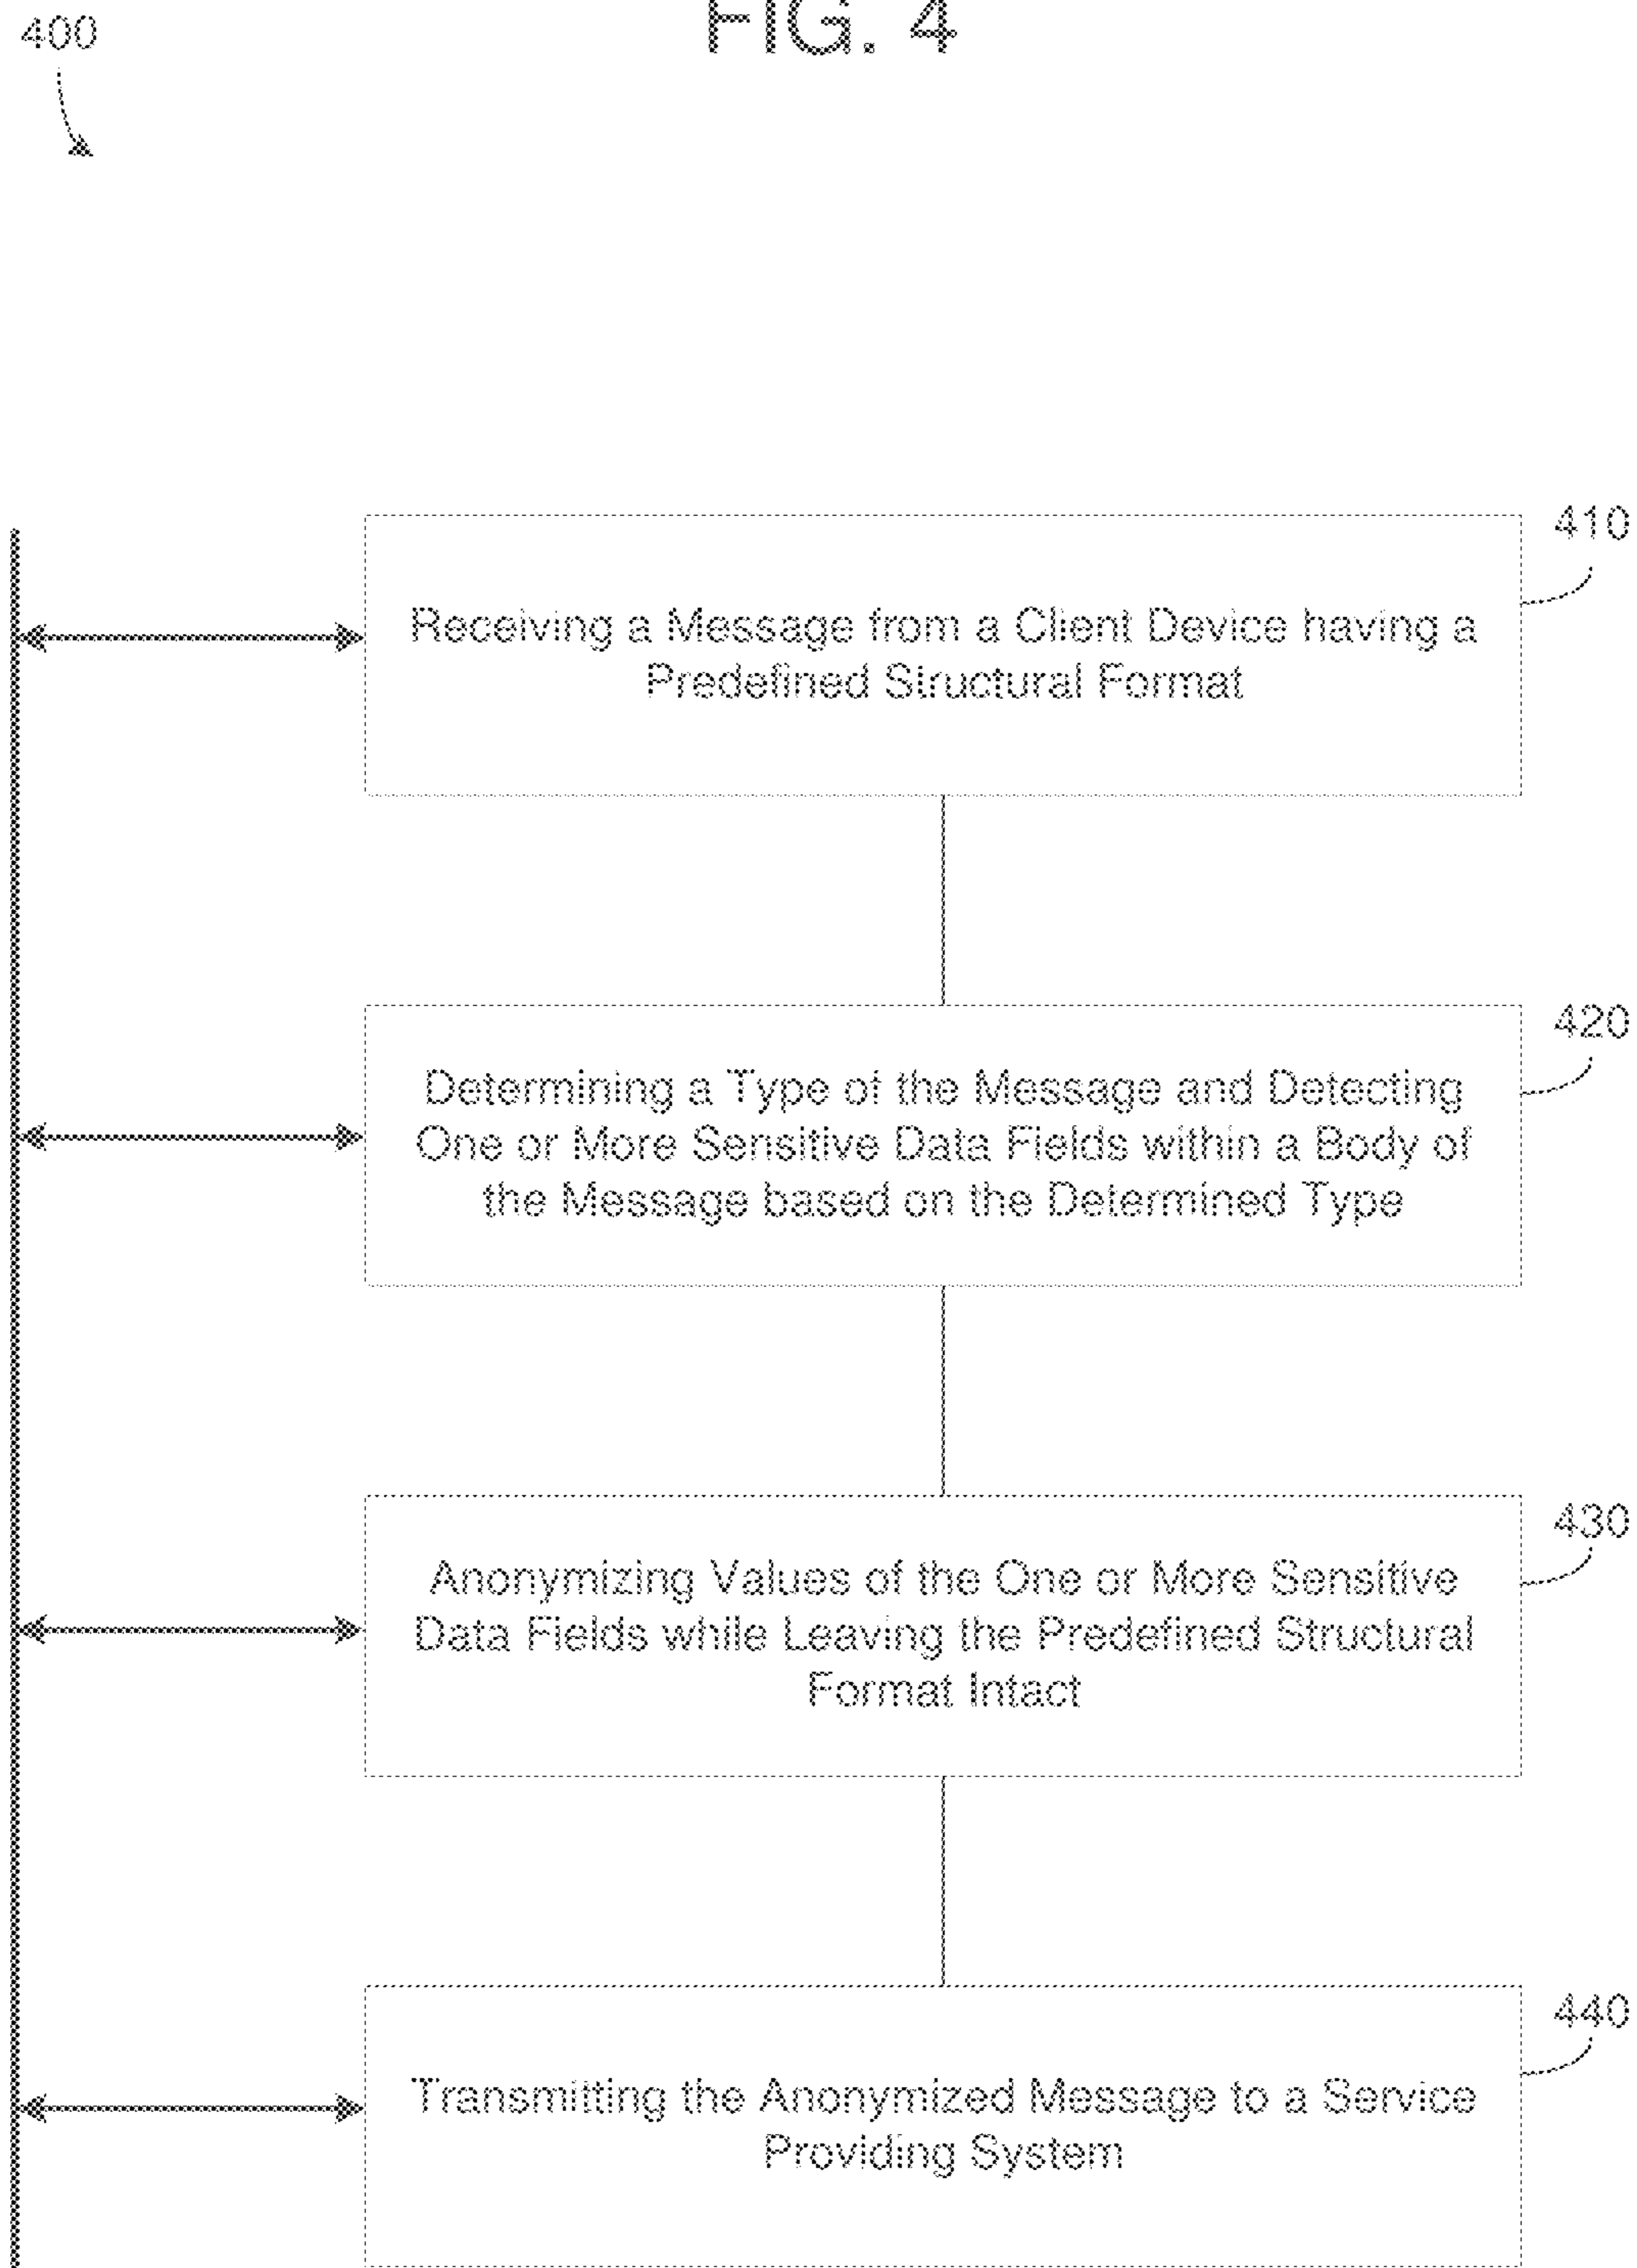 FIG. 4
400
410
Receiving a Message from a Client Device having a
Predefined Structural Format
420
Determining a Type of the Message and Detecting
One or More Sensitive Data Fields within a Body of
the Message based on the Determined Type
430
Anonymizing Values of the One or More Sensitive
Data Fields while Leaving the Predefined Structural
Format Intact
440
Transmitting the Anonymized Message to a Service
Providing System